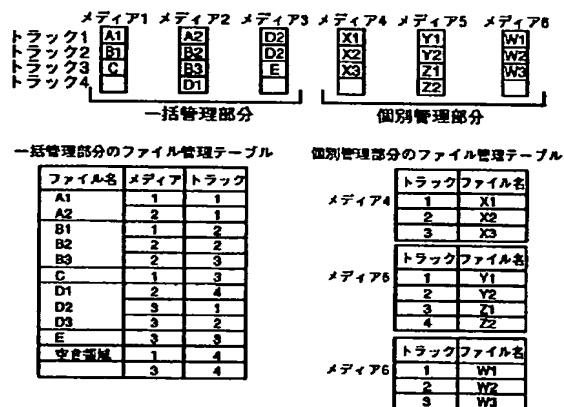 メディア1 メディア2 メディア3 メディア4 メディア5 メディア6
トラック1 A1 A2 D2 X1 Y1 W1
トラック2 B1 B2 D2 X2 Y2 W2
トラック3 C B3 E X3 Z1 W3
トラック4 D1 Z2
一括管理部分 個別管理部分
一括管理部分のファイル管理テーブル
ファイル名 メディア トラック
A1 1 1
A2 2 1
B1 1 2
B2 2 2
B3 2 3
C 1 3
D1 2 4
D2 3 1
D3 3 2
E 3 3
空き領域 1 4
3 4
個別管理部分のファイル管理テーブル
メディア4
トラック ファイル名
1 X1
2 X2
3 X3
メディア5
トラック ファイル名
1 Y1
2 Y2
3 Z1
4 Z2
メディア6
トラック ファイル名
1 W1
2 W2
3 W3